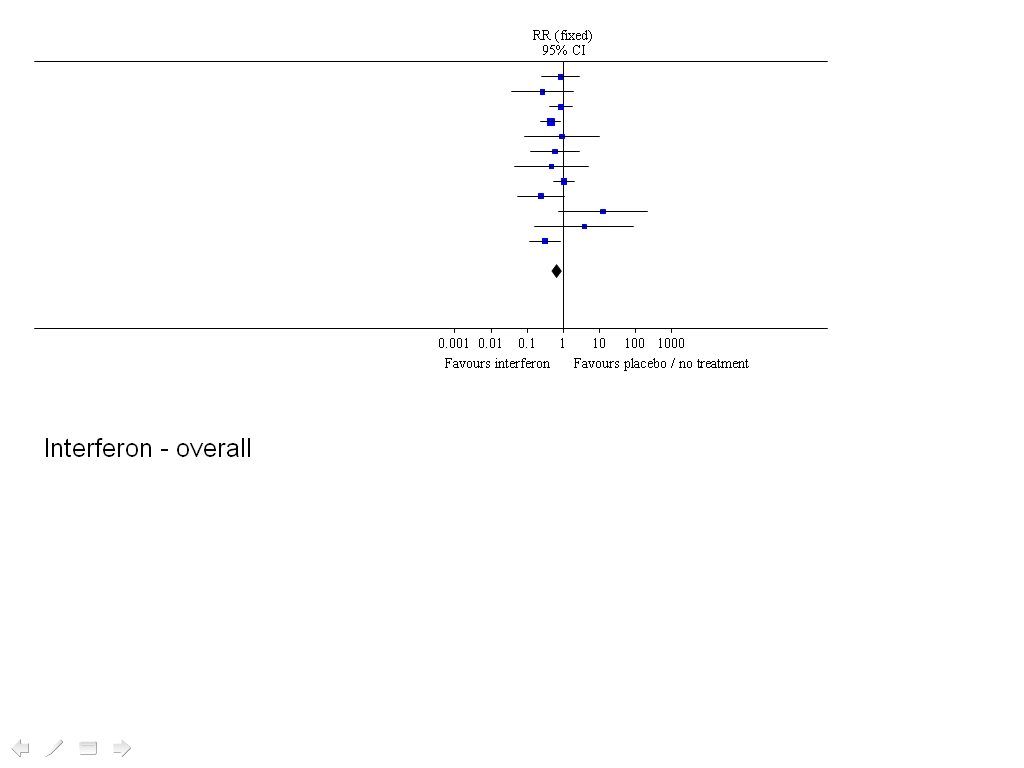 RR (fixed)
95% CI
0.001 0.01 0.1 1 10 100 1000
Favours interferon Favours placebo / no treatment
Interferon - overall